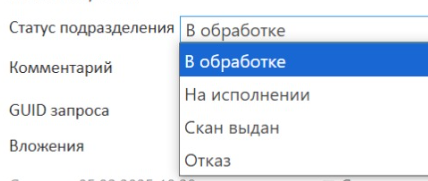 Статус подразделения В обработке
Комментарий В обработке
На исполнении
GUID запроса
Скан выдан
Вложения
Отказ